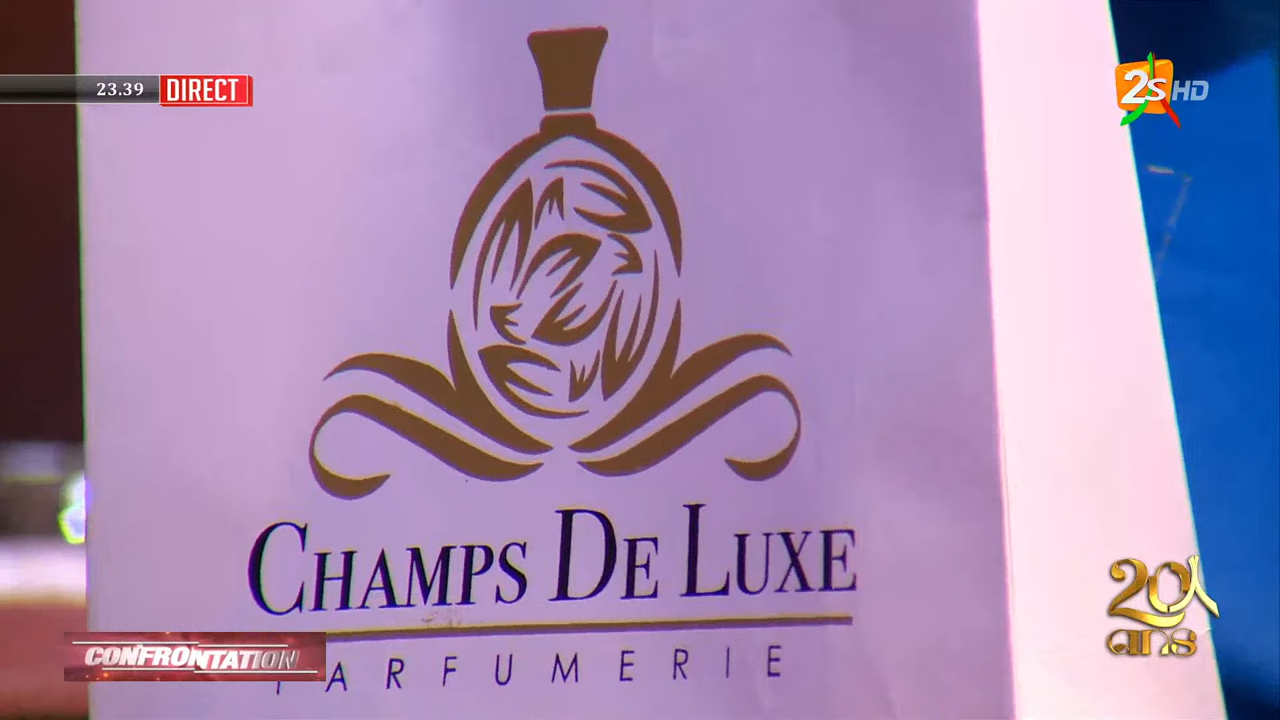 23.39 DIRECT
2s HD
CHAMPS DE LUXE
PARFUMERIE
CONFRONTATION
20 ans